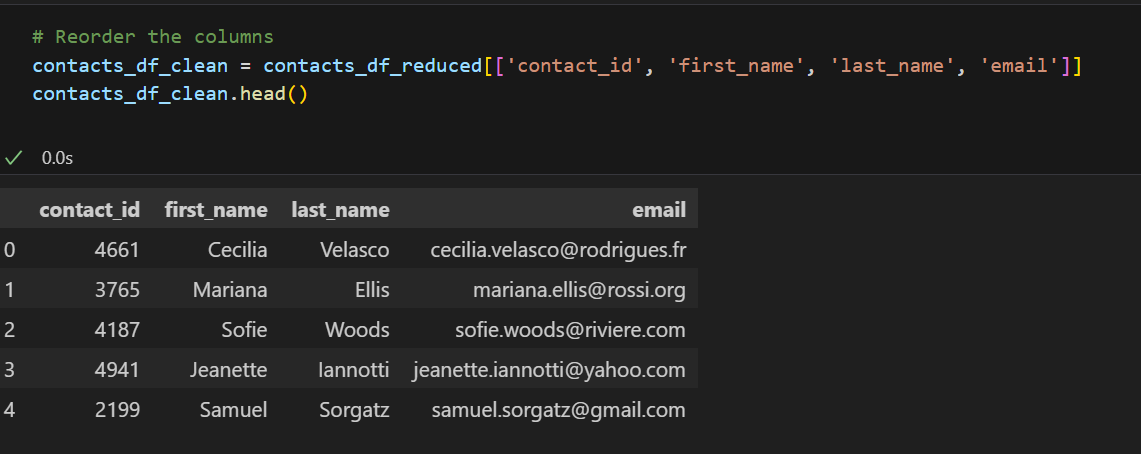 # Reorder the columns
contacts_df_clean = contacts_df_reduced[['contact_id', 'first_name', 'last_name', 'email']]
contacts_df_clean.head()
0.0s
contact_id first_name last_name email
0 4661 Cecilia Velasco cecilia.velasco@rodrigues.fr
1 3765 Mariana Ellis mariana.ellis@rossi.org
2 4187 Sofie Woods sofie.woods@riviere.com
3 4941 Jeanette Iannotti jeanette.iannotti@yahoo.com
4 2199 Samuel Sorgatz samuel.sorgatz@gmail.com